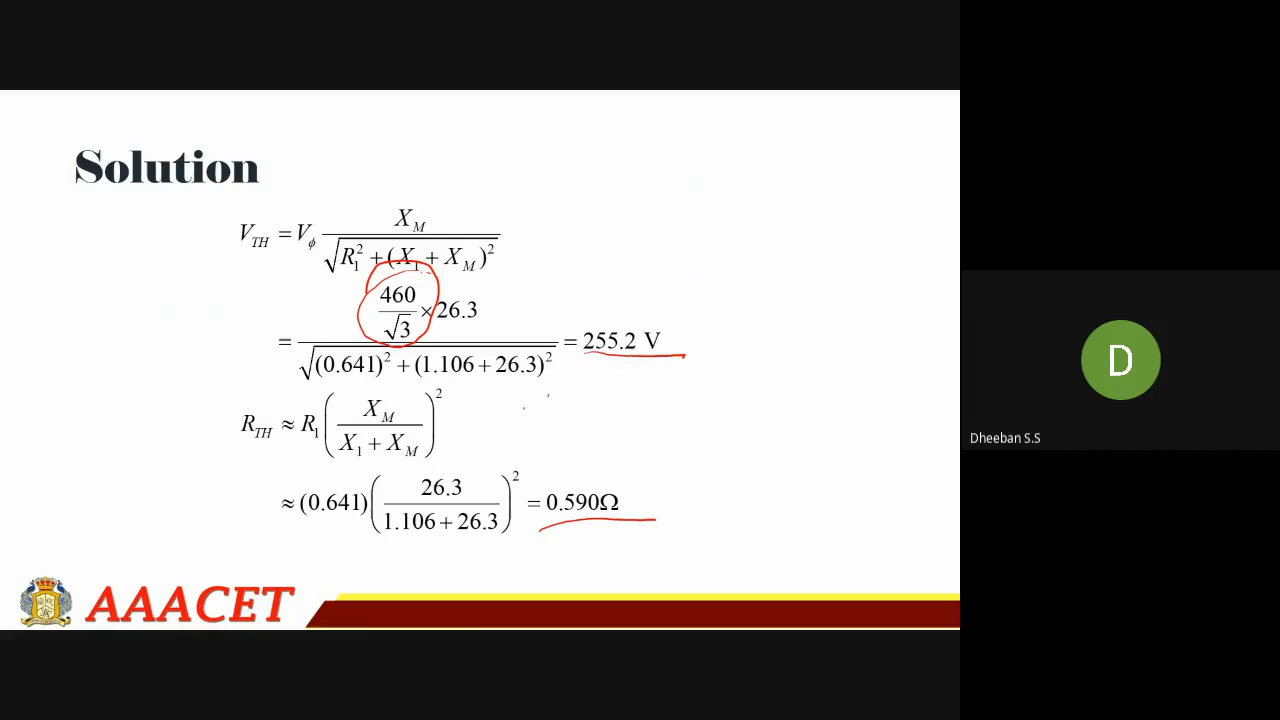 Solution
V_TH = V_ϕ X_M / √(R_1^2 + (X_1 + X_M)^2)
= (460/√3 × 26.3) / √((0.641)^2 + (1.106 + 26.3)^2) = 255.2 V
R_TH ≈ R_1 (X_M / (X_1 + X_M))^2
≈ (0.641) (26.3 / (1.106 + 26.3))^2 = 0.590Ω
AAACET
D
Dheeban S.S